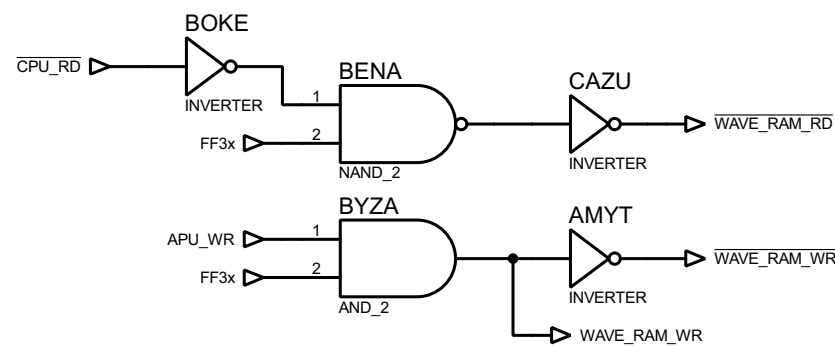 BOKE
CPU_RD
INVERTER
BENA
1
2
FF3x
NAND_2
CAZU
INVERTER
WAVE_RAM_RD
BYZA
APU_WR
1
FF3x
2
AND_2
AMYT
INVERTER
WAVE_RAM_WR
WAVE_RAM_WR